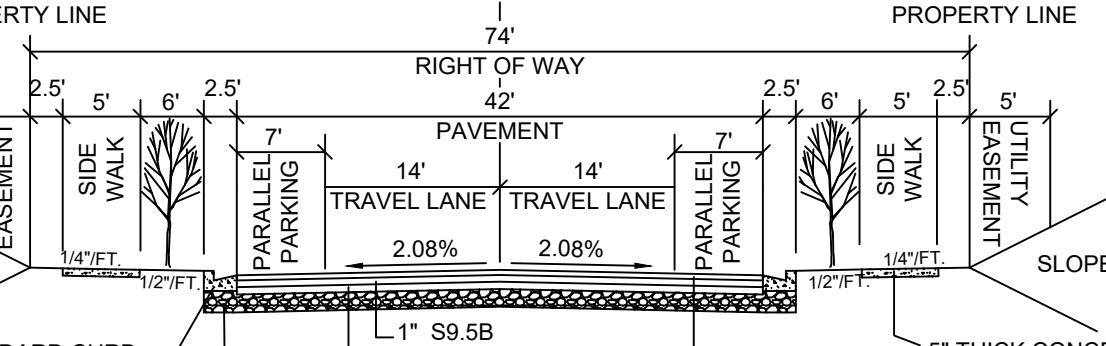 PROPERTY LINE
74'
RIGHT OF WAY
2.5' 5' 6' 2.5' 42' 2.5' 6' 5' 2.5' 5'
EASEMENT
SIDE
WALK
PAVEMENT
7' 7'
14' 14'
TRAVEL LANE TRAVEL LANE
PARALLEL
PARKING
PARALLEL
PARKING
SIDE
WALK
UTILITY
EASEMENT
2.08% 2.08%
1/4"/FT. 1/4"/FT.
1/2"/FT. 1/2"/FT.
1" S9.5B